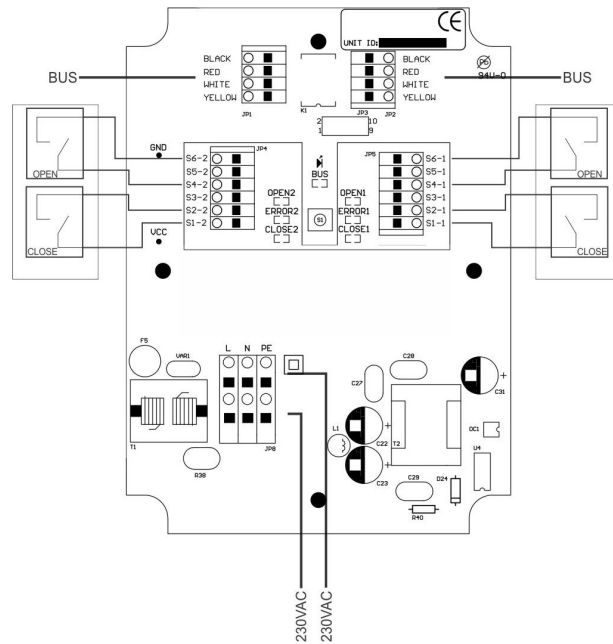 CE
UNIT ID:
BLACK
RED
WHITE
YELLOW
JP1
K1
BLACK
RED
WHITE
YELLOW
JP3
JP2
94V-0
BUS
BUS
2
10
1
9
GND
VCC
OPEN
CLOSE
OPEN
CLOSE
JP4
S6-2
S5-2
S4-2
S3-2
S2-2
S1-2
BUS
OPEN2
ERROR2
CLOSE2
S1
OPEN1
ERROR1
CLOSE1
JP5
S6-1
S5-1
S4-1
S3-1
S2-1
S1-1
F5
VAR1
T1
R38
L N PE
JP8
L1
C27
C28
C22
C23
T2
C29
R40
C31
OC1
U4
D24
230VAC
230VAC